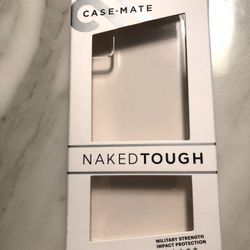 CASE·MATE
NAKEDTOUGH
MILITARY STRENGTH
IMPACT PROTECTION